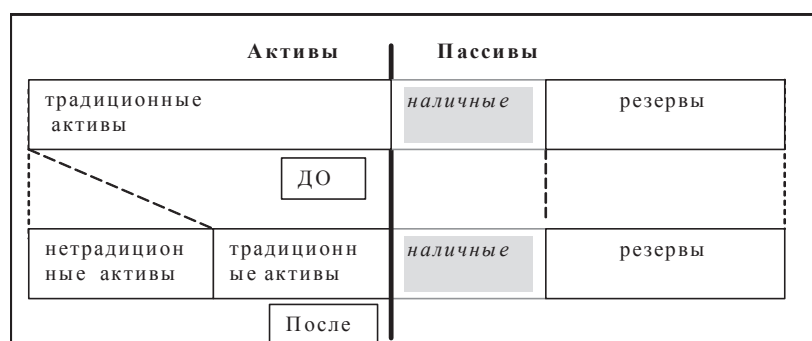 Активы Пассивы
традиционные наличные резервы
активы
ДО
нетрадицион традиционн наличные резервы
ные активы ые активы
После